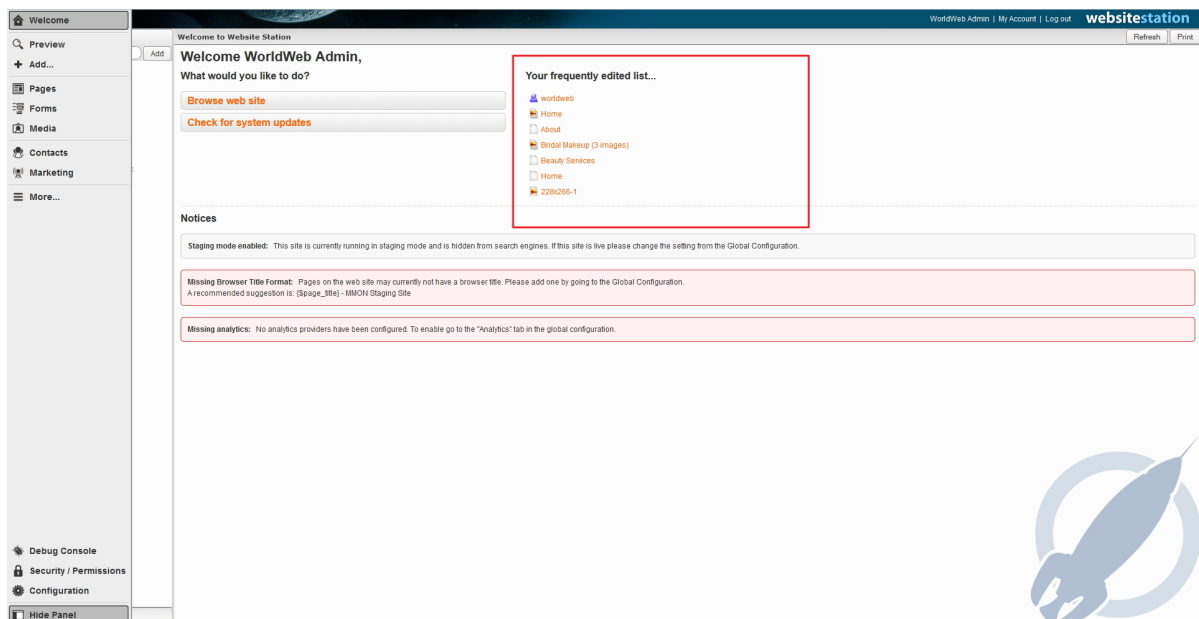 Welcome
WorldWeb Admin | My Account | Log out
websitestation
Preview
Add...
Pages
Forms
Media
Contacts
Marketing
More...
Debug Console
Security / Permissions
Configuration
Hide Panel
Add
Welcome to Website Station
Refresh
Print
Welcome WorldWeb Admin,
What would you like to do?
Browse web site
Check for system updates
Your frequently edited list...
worldweb
Home
About
Bridal Makeup (3 images)
Beauty Services
Home
228x266-1
Notices
Staging mode enabled: This site is currently running in staging mode and is hidden from search engines. If this site is live please change the setting from the Global Configuration.
Missing Browser Title Format: Pages on the web site may currently not have a browser title. Please add one by going to the Global Configuration.
A recommended suggestion is: {$page_title} - MMON Staging Site
Missing analytics: No analytics providers have been configured. To enable go to the "Analytics" tab in the global configuration.